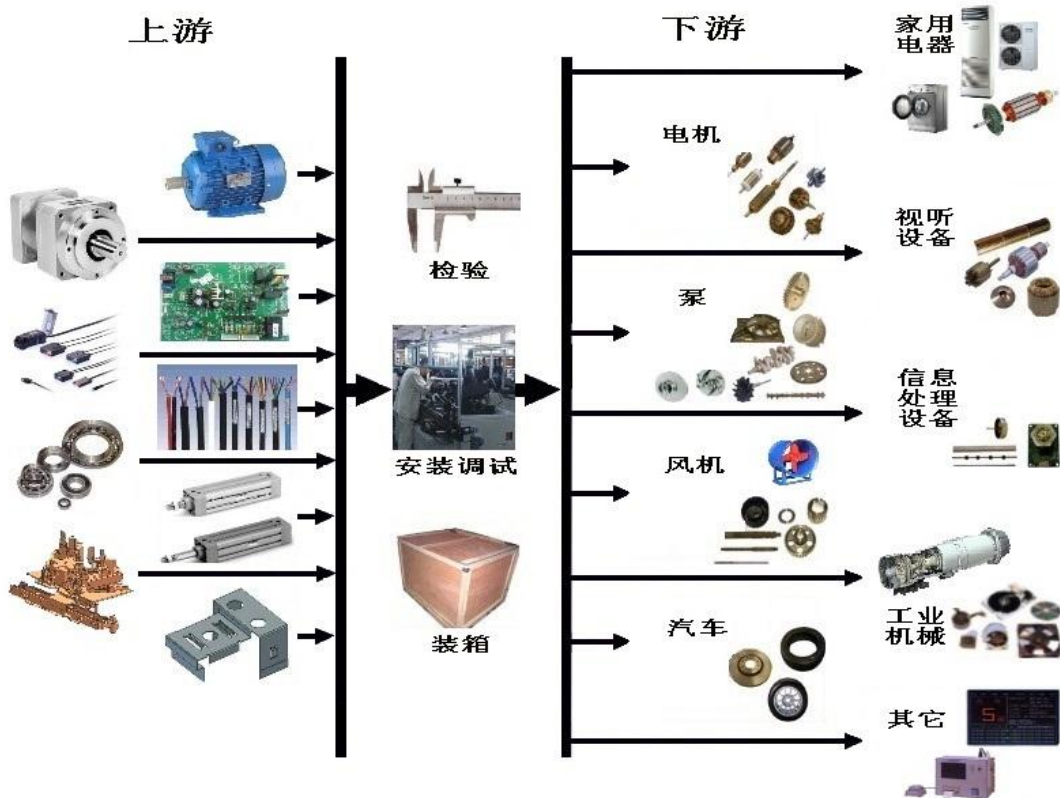 上游
下游
家用
电器
电机
视听
设备
检验
泵
信息
处理
设备
安装调试
风机
工业
机械
装箱
汽车
其它